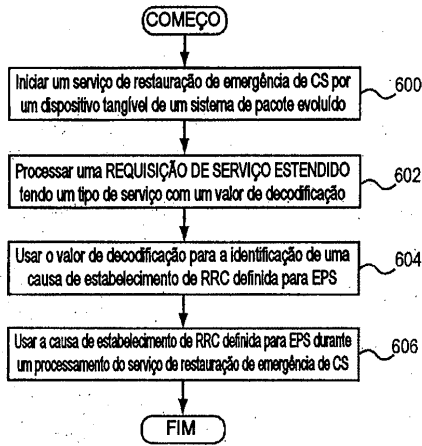 COMEÇO
Iniciar um serviço de restauração de emergência de CS por
um dispositivo tangível de um sistema de pacote evoluído
600
Processar uma REQUISIÇÃO DE SERVIÇO ESTENDIDO
tendo um tipo de serviço com um valor de decodificação
602
Usar o valor de decodificação para a identificação de uma
causa de estabelecimento de RRC definida para EPS
604
Usar a causa de estabelecimento de RRC definida para EPS durante
um processamento do serviço de restauração de emergência de CS
606
FIM